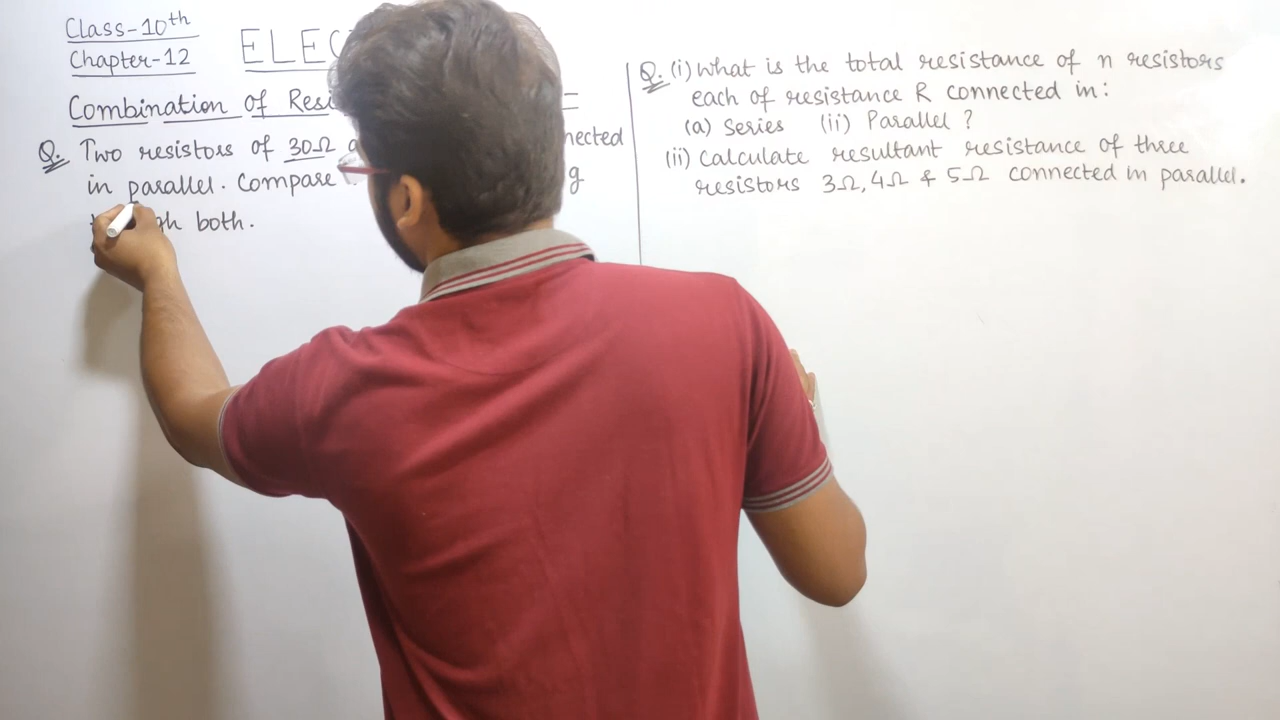 Class-10th
Chapter-12
ELEC
Combination of Resi
Q. Two resistors of 30Ω nected
in parallel. Compare g
gh both.
Q. (i) What is the total resistance of n resistors
each of resistance R connected in:
(a) Series (ii) Parallel ?
(ii) Calculate resultant resistance of three
resistors 3Ω, 4Ω & 5Ω connected in parallel.